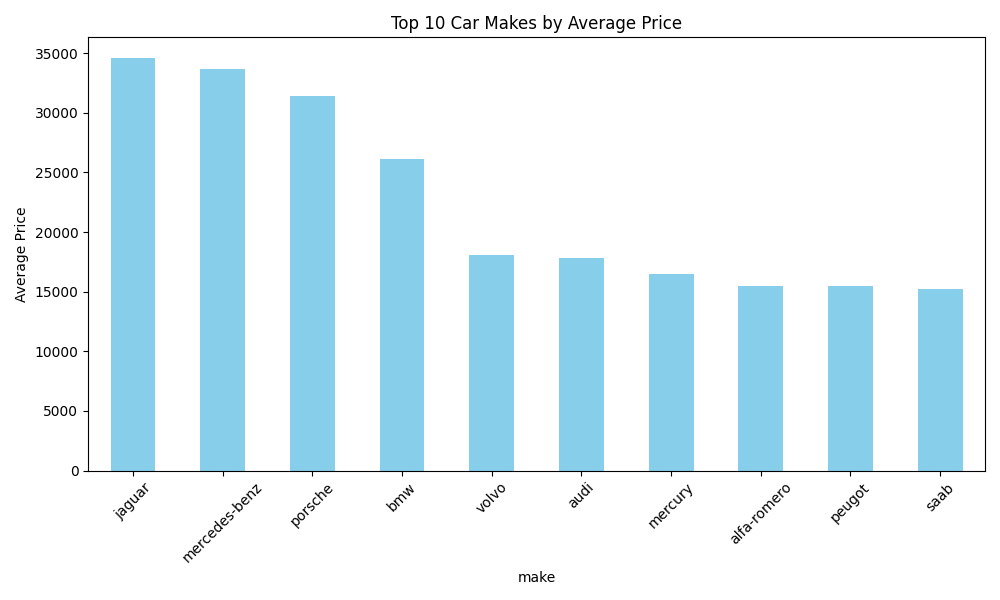 Top 10 Car Makes by Average Price
Average Price
35000
30000
25000
20000
15000
10000
5000
0
jaguar
mercedes-benz
porsche
bmw
volvo
audi
mercury
alfa-romero
peugot
saab
make